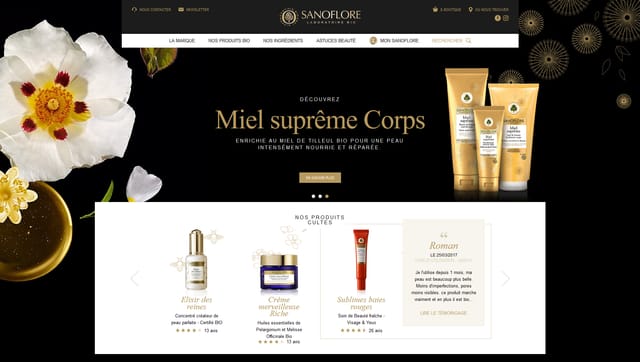 NOUS CONTACTER
NEWSLETTER
SANOFLORE
LABORATOIRE BIO
E-BOUTIQUE
OÙ NOUS TROUVER
LA MARQUE
NOS PRODUITS BIO
NOS INGRÉDIENTS
ASTUCES BEAUTÉ
MON SANOFLORE
RECHERCHER
DÉCOUVREZ
Miel suprême Corps
ENRICHIE AU MIEL DE TILLEUL BIO POUR UNE PEAU
INTENSÉMENT NOURRIE ET RÉPARÉE.
EN SAVOIR PLUS
NOS PRODUITS
CULTES
Elixir des
reines
Concentré créateur de
peau parfaite - Certifié BIO
13 avis
Crème
merveilleuse
Riche
Huiles essentielles de
Pelargonium et Mélisse
Officinale Bio
13 avis
Sublimes baies
rouges
Soin de Beauté fraîche -
Visage & Yeux
26 avis
“
Roman
LE 25/03/2017
Je l'utilise depuis 1 mois, ma
peau est beaucoup plus belle.
Moins d'imperfections, pores
moins visibles, ce produit marche
vraiment et en plus il est bio...
LIRE LE TÉMOIGNAGE